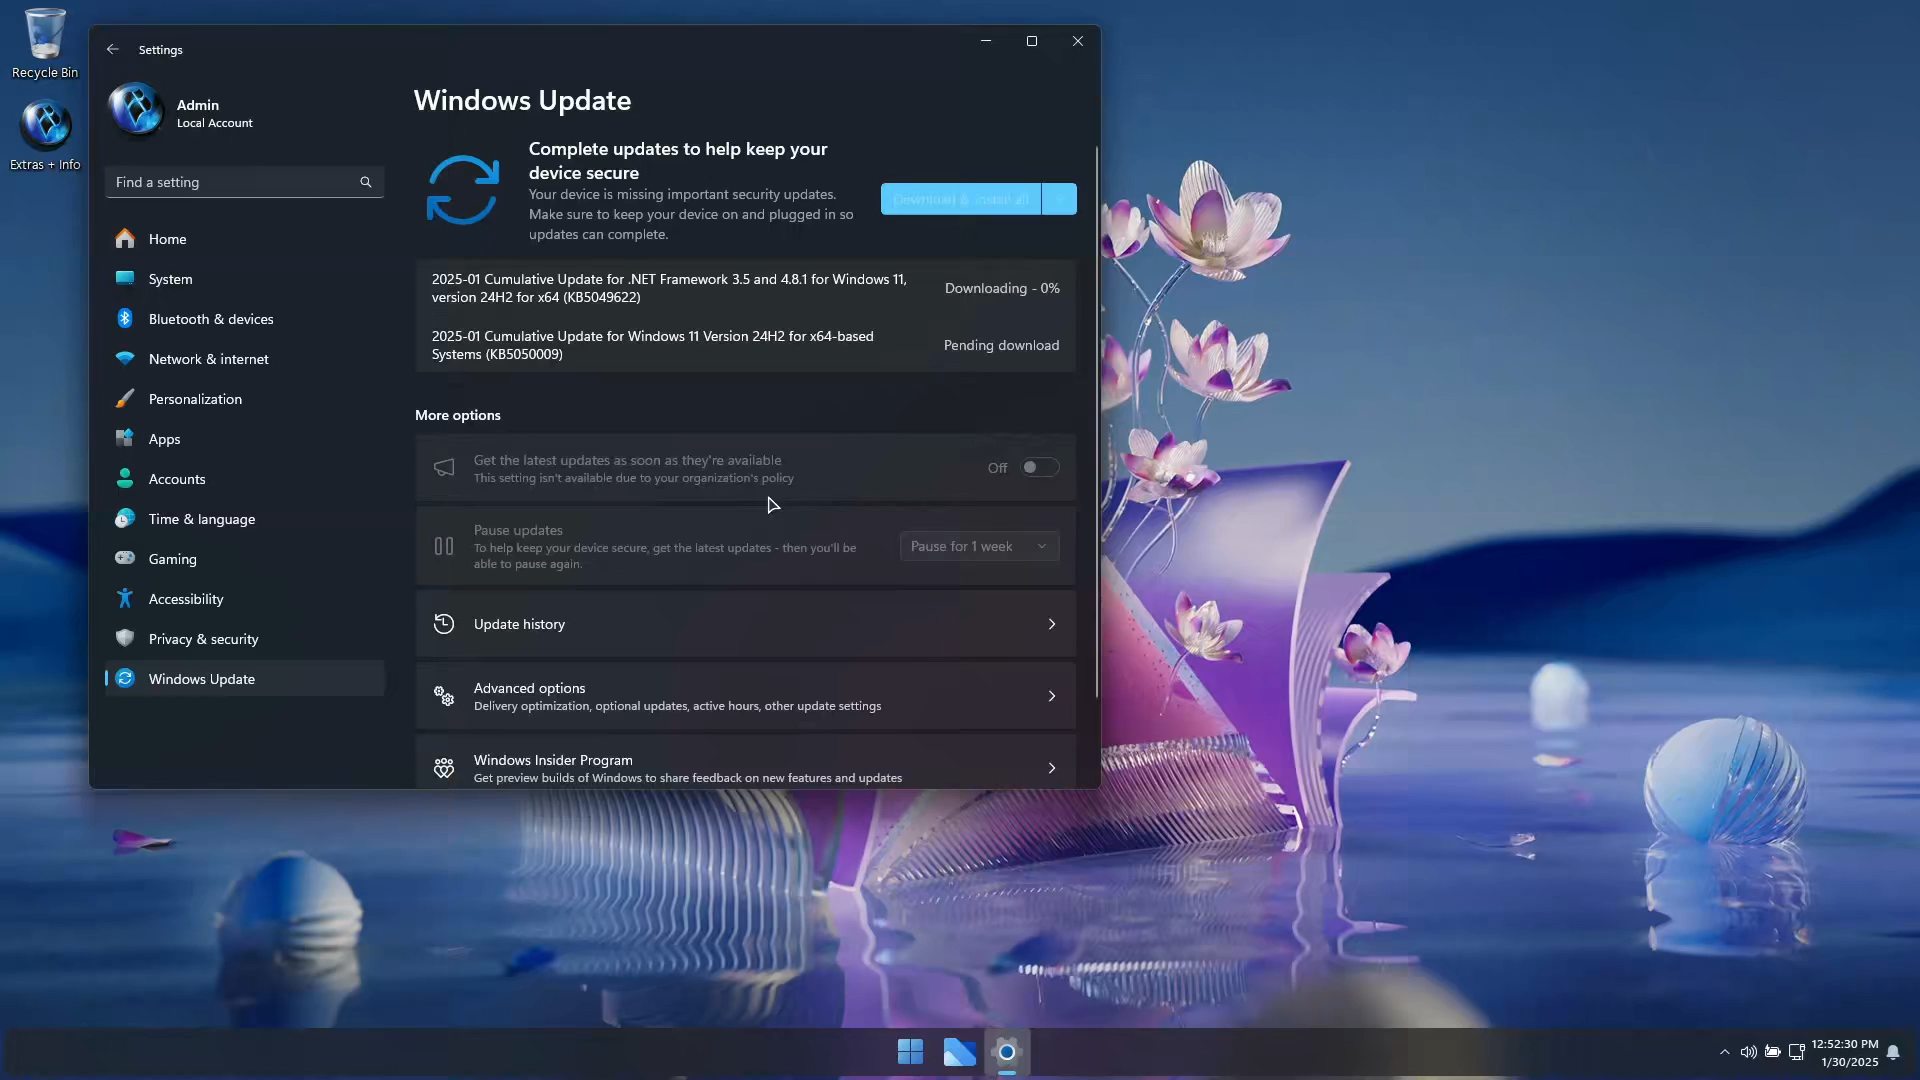 Recycle Bin
Extras + Info
Settings
Admin
Local Account
Find a setting
Home
System
Bluetooth & devices
Network & internet
Personalization
Apps
Accounts
Time & language
Gaming
Accessibility
Privacy & security
Windows Update
Windows Update
Complete updates to help keep your
device secure
Your device is missing important security updates.
Make sure to keep your device on and plugged in so
updates can complete.
Download & install all
2025-01 Cumulative Update for .NET Framework 3.5 and 4.8.1 for Windows 11,
version 24H2 for x64 (KB5049622)
Downloading - 0%
2025-01 Cumulative Update for Windows 11 Version 24H2 for x64-based
Systems (KB5050009)
Pending download
More options
Get the latest updates as soon as they're available
This setting isn't available due to your organization's policy
Off
Pause updates
To help keep your device secure, get the latest updates - then you'll be
able to pause again.
Pause for 1 week
Update history
Advanced options
Delivery optimization, optional updates, active hours, other update settings
Windows Insider Program
Get preview builds of Windows to share feedback on new features and updates
12:52:30 PM
1/30/2025